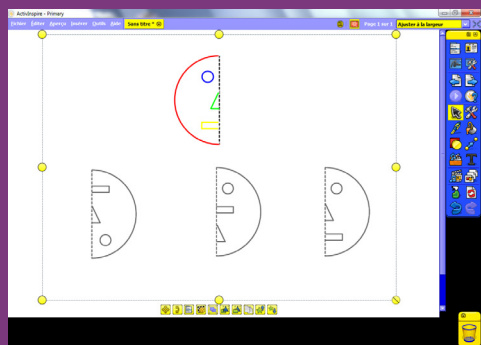 ActivInspire - Primary
Fichier Éditer Aperçu Insérer Outils Aide Sans titre *
Page 1 sur 1 Ajuster à la largeur
T